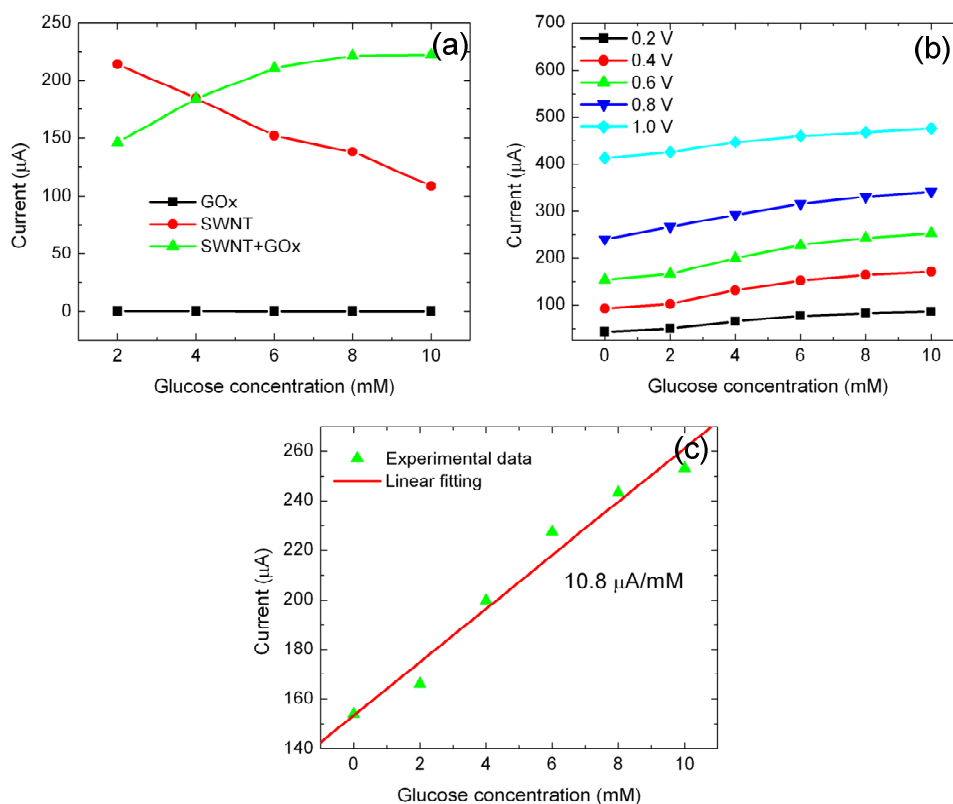 (a)
250
200
150
100
50
0
Current (μA)
GOx
SWNT
SWNT+GOx
2 4 6 8 10
Glucose concentration (mM)
(b)
700
600
500
400
300
200
100
Current (μA)
0.2 V
0.4 V
0.6 V
0.8 V
1.0 V
0 2 4 6 8 10
Glucose concentration (mM)
(c)
260
240
220
200
180
160
140
Current (μA)
Experimental data
Linear fitting
10.8 μA/mM
0 2 4 6 8 10
Glucose concentration (mM)